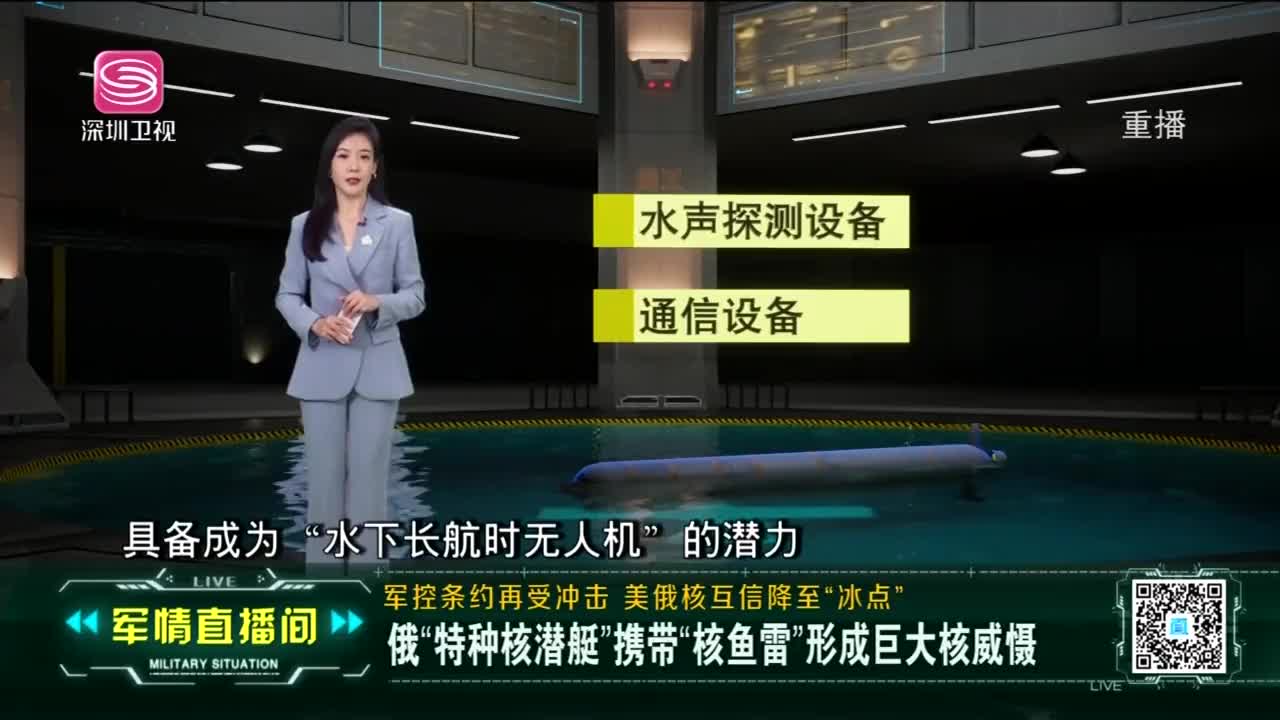 深圳卫视
重播
水声探测设备
通信设备
具备成为“水下长航时无人机”的潜力
LIVE
军情直播间
MILITARY SITUATION
军控条约再受冲击 美俄核互信降至“冰点”
俄“特种核潜艇”携带“核鱼雷”形成巨大核威慑
LIVE